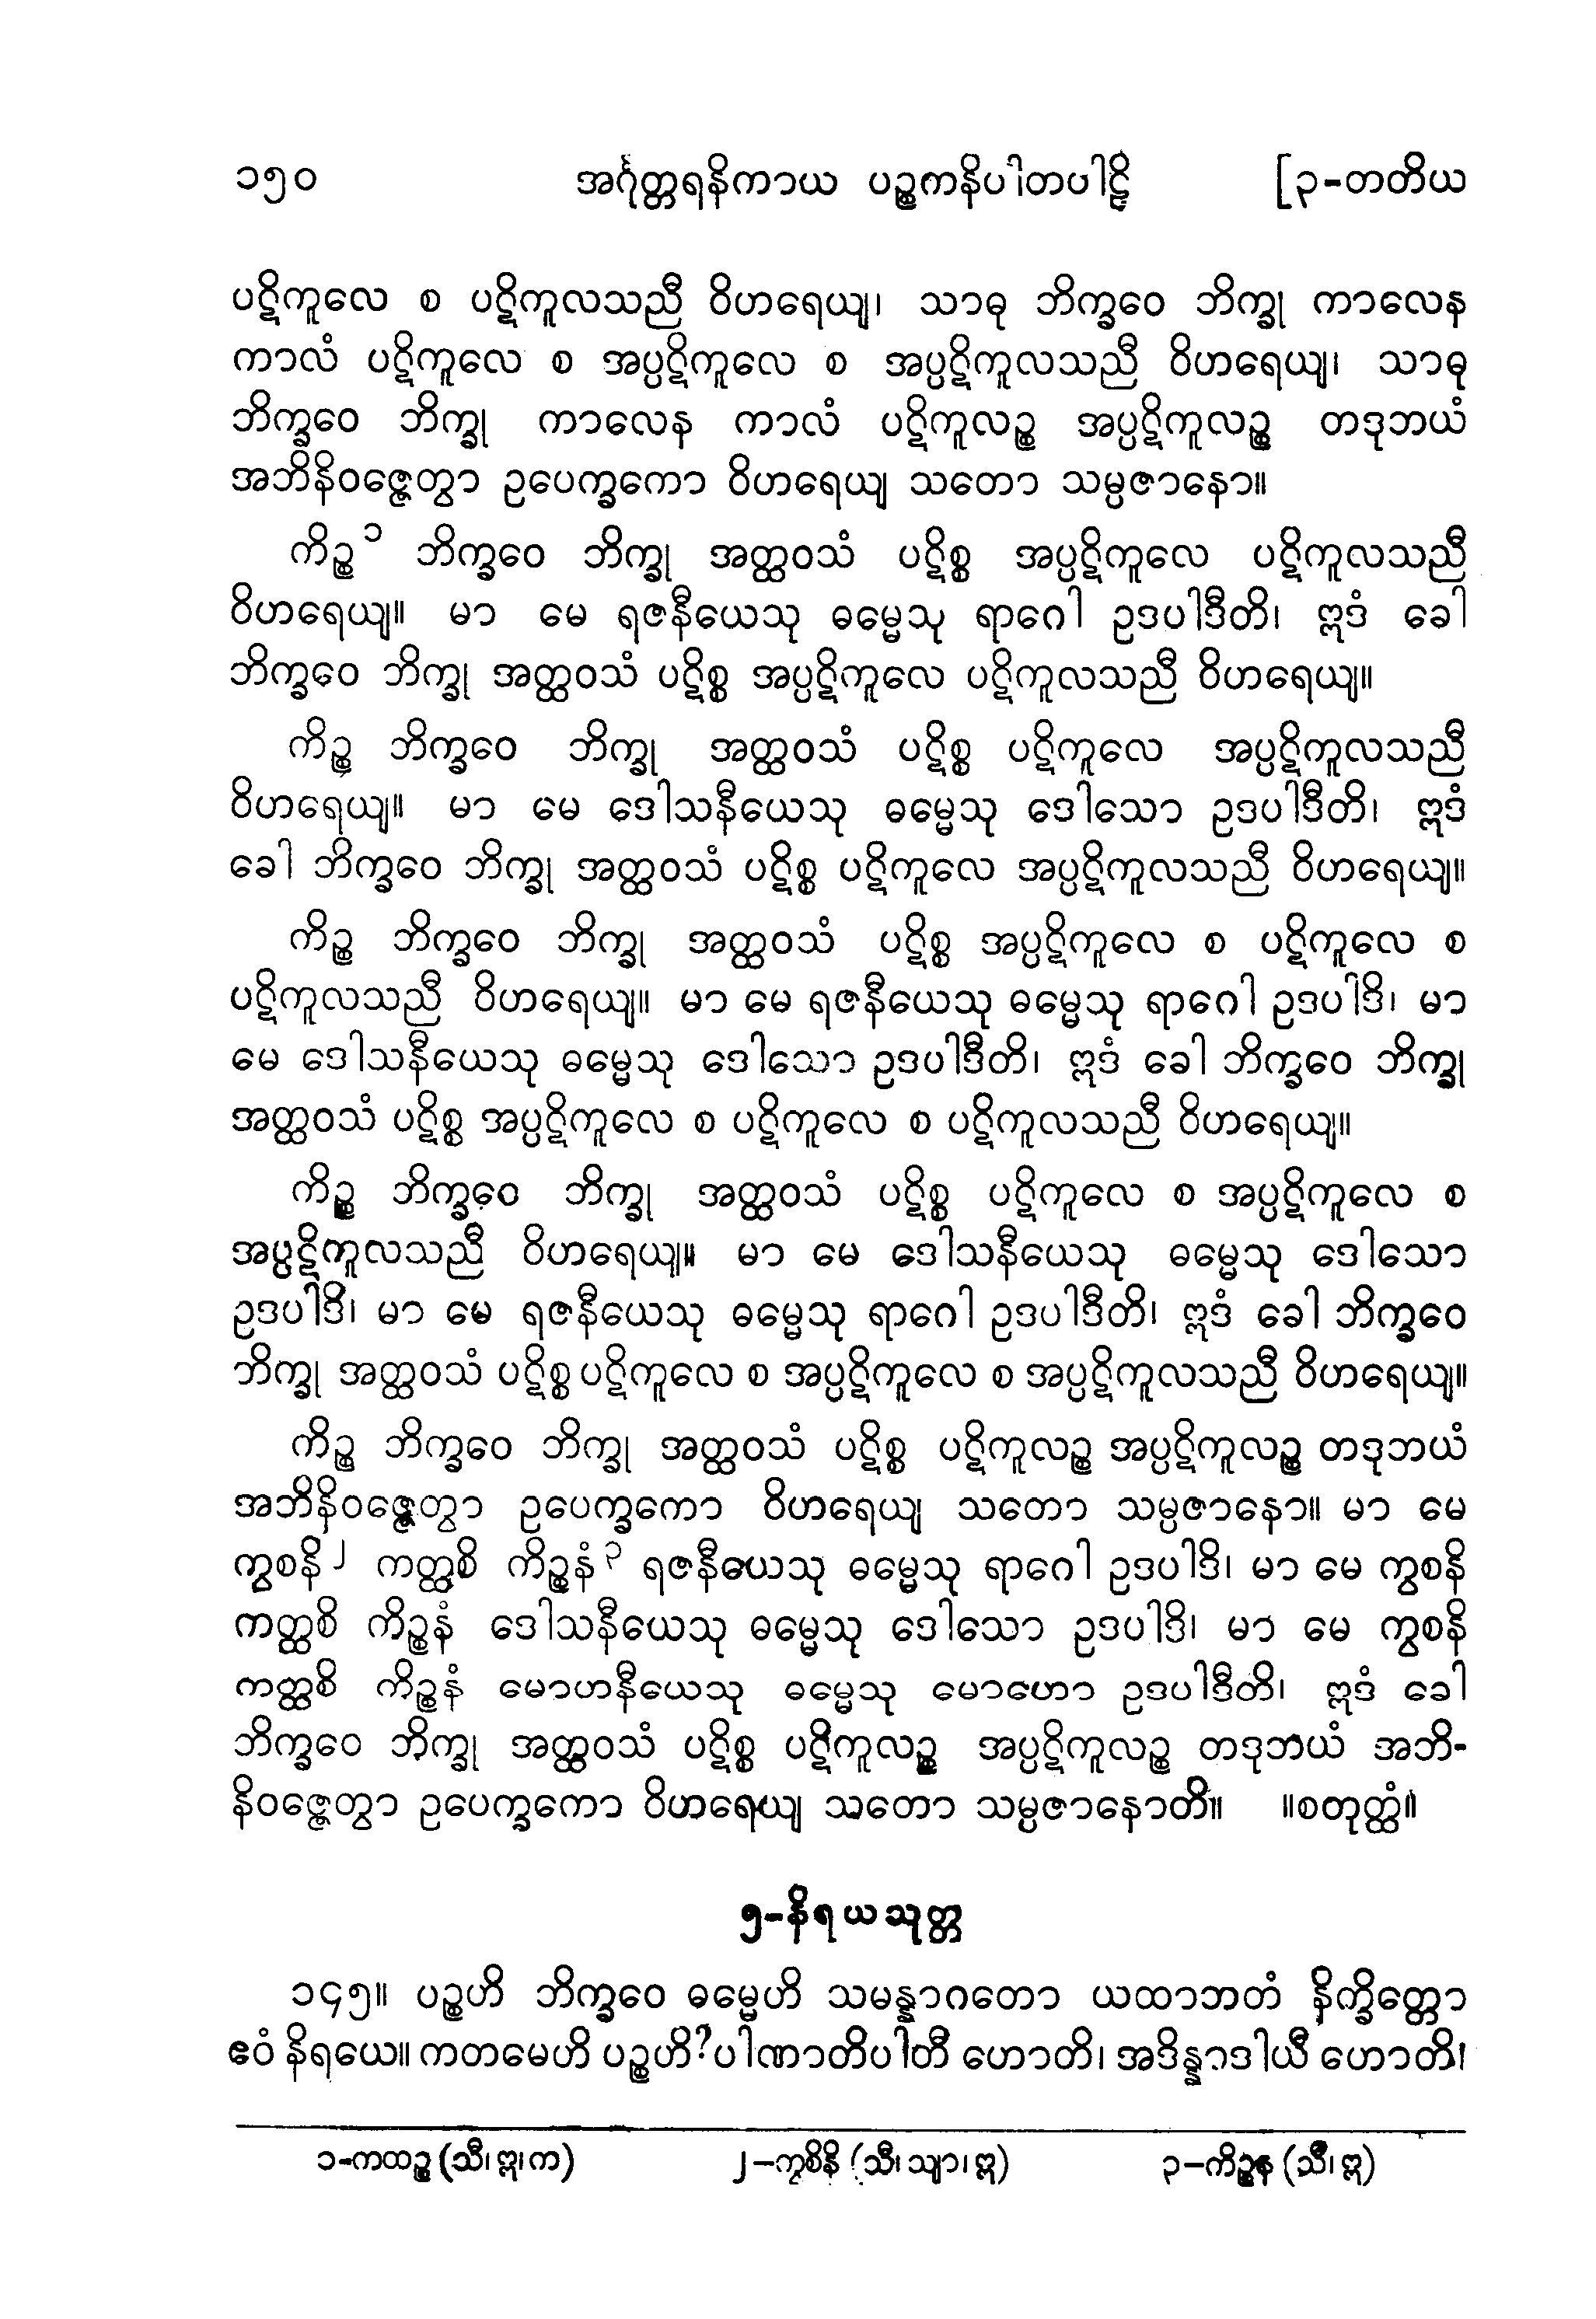 ၁၅၀ အင်္ဂုတ္တရနိကာယ ပဉ္စကနိပါတပါဠိ [၃-တတိယ
ပဋိကူလေ စ ပဋိကူလသညီ ဝိဟရေယျ၊ သာဓု ဘိက္ခဝေ ဘိက္ခု ကာလေန
ကာလံ ပဋိကူလေ စ အပ္ပဋိကူလေ စ အပ္ပဋိကူလသညီ ဝိဟရေယျ၊ သာဓု
ဘိက္ခဝေ ဘိက္ခု ကာလေန ကာလံ ပဋိကူလဉ္စ အပ္ပဋိကူလဉ္စ တဒုဘယံ
အဘိနိဝဇ္ဇေတွာ ဥပေက္ခကော ဝိဟရေယျ သတော သမ္ပဇာနော။
ကိဉ္စ၁ ဘိက္ခဝေ ဘိက္ခု အတ္ထဝသံ ပဋိစ္စ အပ္ပဋိကူလေ ပဋိကူလသညီ
ဝိဟရေယျ။ မာ မေ ရဇနီယေသု ဓမ္မေသု ရာဂေါ ဥဒပါဒီတိ၊ ဣဒံ ခေါ
ဘိက္ခဝေ ဘိက္ခု အတ္ထဝသံ ပဋိစ္စ အပ္ပဋိကူလေ ပဋိကူလသညီ ဝိဟရေယျ။
ကိဉ္စ ဘိက္ခဝေ ဘိက္ခု အတ္ထဝသံ ပဋိစ္စ ပဋိကူလေ အပ္ပဋိကူလသညီ
ဝိဟရေယျ။ မာ မေ ဒေါသနီယေသု ဓမ္မေသု ဒေါသော ဥဒပါဒီတိ၊ ဣဒံ
ခေါ ဘိက္ခဝေ ဘိက္ခု အတ္ထဝသံ ပဋိစ္စ ပဋိကူလေ အပ္ပဋိကူလသညီ ဝိဟရေယျ။
ကိဉ္စ ဘိက္ခဝေ ဘိက္ခု အတ္ထဝသံ ပဋိစ္စ အပ္ပဋိကူလေ စ ပဋိကူလေ စ
ပဋိကူလသညီ ဝိဟရေယျ။ မာ မေ ရဇနီယေသု ဓမ္မေသု ရာဂေါ ဥဒပါဒိ၊ မာ
မေ ဒေါသနီယေသု ဓမ္မေသု ဒေါသော ဥဒပါဒီတိ၊ ဣဒံ ခေါ ဘိက္ခဝေ ဘိက္ခု
အတ္ထဝသံ ပဋိစ္စ အပ္ပဋိကူလေ စ ပဋိကူလေ စ ပဋိကူလသညီ ဝိဟရေယျ။
ကိဉ္စ ဘိက္ခဝေ ဘိက္ခု အတ္ထဝသံ ပဋိစ္စ ပဋိကူလေ စ အပ္ပဋိကူလေ စ
အပ္ပဋိကူလသညီ ဝိဟရေယျ။ မာ မေ ဒေါသနီယေသု ဓမ္မေသု ဒေါသော
ဥဒပါဒိ၊ မာ မေ ရဇနီယေသု ဓမ္မေသု ရာဂေါ ဥဒပါဒီတိ၊ ဣဒံ ခေါ ဘိက္ခဝေ
ဘိက္ခု အတ္ထဝသံ ပဋိစ္စ ပဋိကူလေ စ အပ္ပဋိကူလေ စ အပ္ပဋိကူလသညီ ဝိဟရေယျ။
ကိဉ္စ ဘိက္ခဝေ ဘိက္ခု အတ္ထဝသံ ပဋိစ္စ ပဋိကူလဉ္စ အပ္ပဋိကူလဉ္စ တဒုဘယံ
အဘိနိဝဇ္ဇေတွာ ဥပေက္ခကော ဝိဟရေယျ သတော သမ္ပဇာနော။ မာ မေ
ကွစနိ၂ ကတ္ထစိ ကိဉ္စနံ၃ ရဇနီယေသု ဓမ္မေသု ရာဂေါ ဥဒပါဒိ၊ မာ မေ ကွစနိ
ကတ္ထစိ ကိဉ္စနံ ဒေါသနီယေသု ဓမ္မေသု ဒေါသော ဥဒပါဒိ၊ မာ မေ ကွစနိ
ကတ္ထစိ ကိဉ္စနံ မောဟနီယေသု ဓမ္မေသု မောဟော ဥဒပါဒီတိ၊ ဣဒံ ခေါ
ဘိက္ခဝေ ဘိက္ခု အတ္ထဝသံ ပဋိစ္စ ပဋိကူလဉ္စ အပ္ပဋိကူလဉ္စ တဒုဘယံ အဘိ-
နိဝဇ္ဇေတွာ ဥပေက္ခကော ဝိဟရေယျ သတော သမ္ပဇာနောတိ။ ။စတုတ္ထံ။
၅-နိရယသုတ္တ
၁၄၅။ ပဉ္စဟိ ဘိက္ခဝေ ဓမ္မေဟိ သမန္နာဂတော ယထာဘတံ နိက္ခိတ္တော
ဧဝံ နိရယေ။ ကတမေဟိ ပဉ္စဟိ? ပါဏာတိပါတီ ဟောတိ၊ အဒိန္နာဒါယီ ဟောတိ၊
၁-ကထဉ္စ (သီ၊ ဣ၊ က) ၂-ကွစိနိ (သီ၊ သျာ၊ ဣ) ၃-ကိဉ္စန (သီ၊ ဣ)